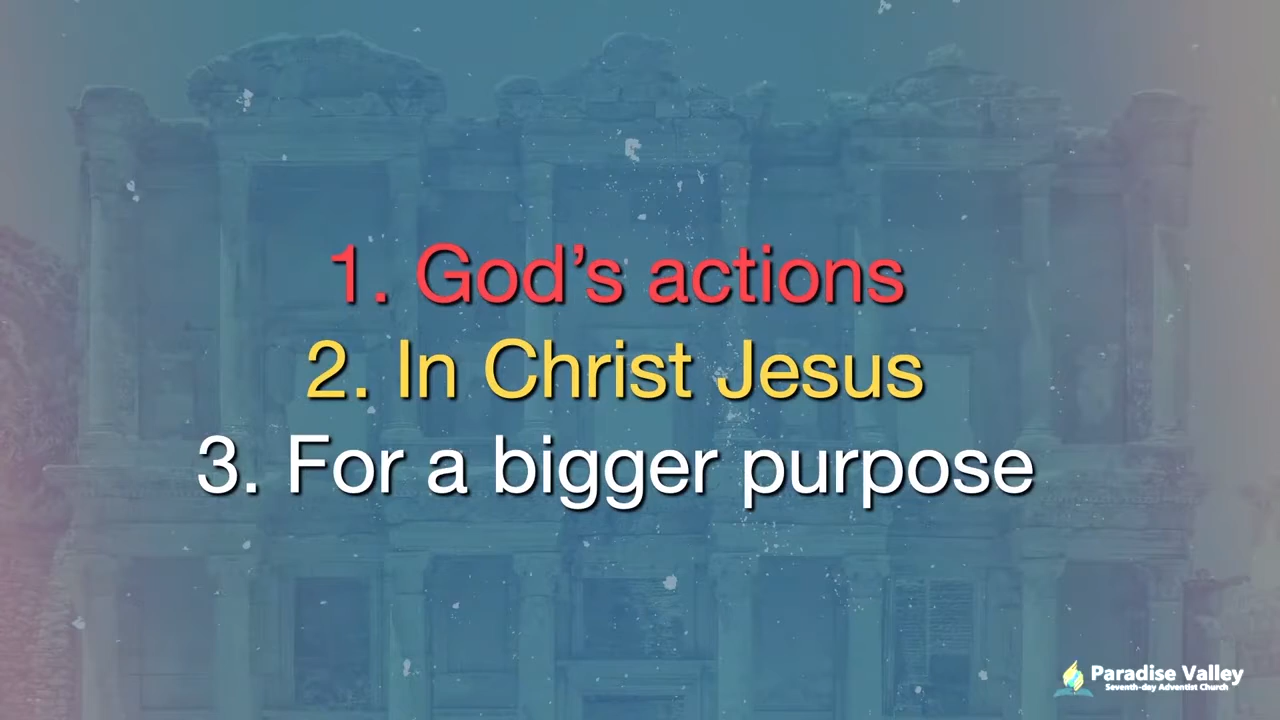 1. God’s actions
2. In Christ Jesus
3. For a bigger purpose
Paradise Valley
Seventh-day Adventist Church